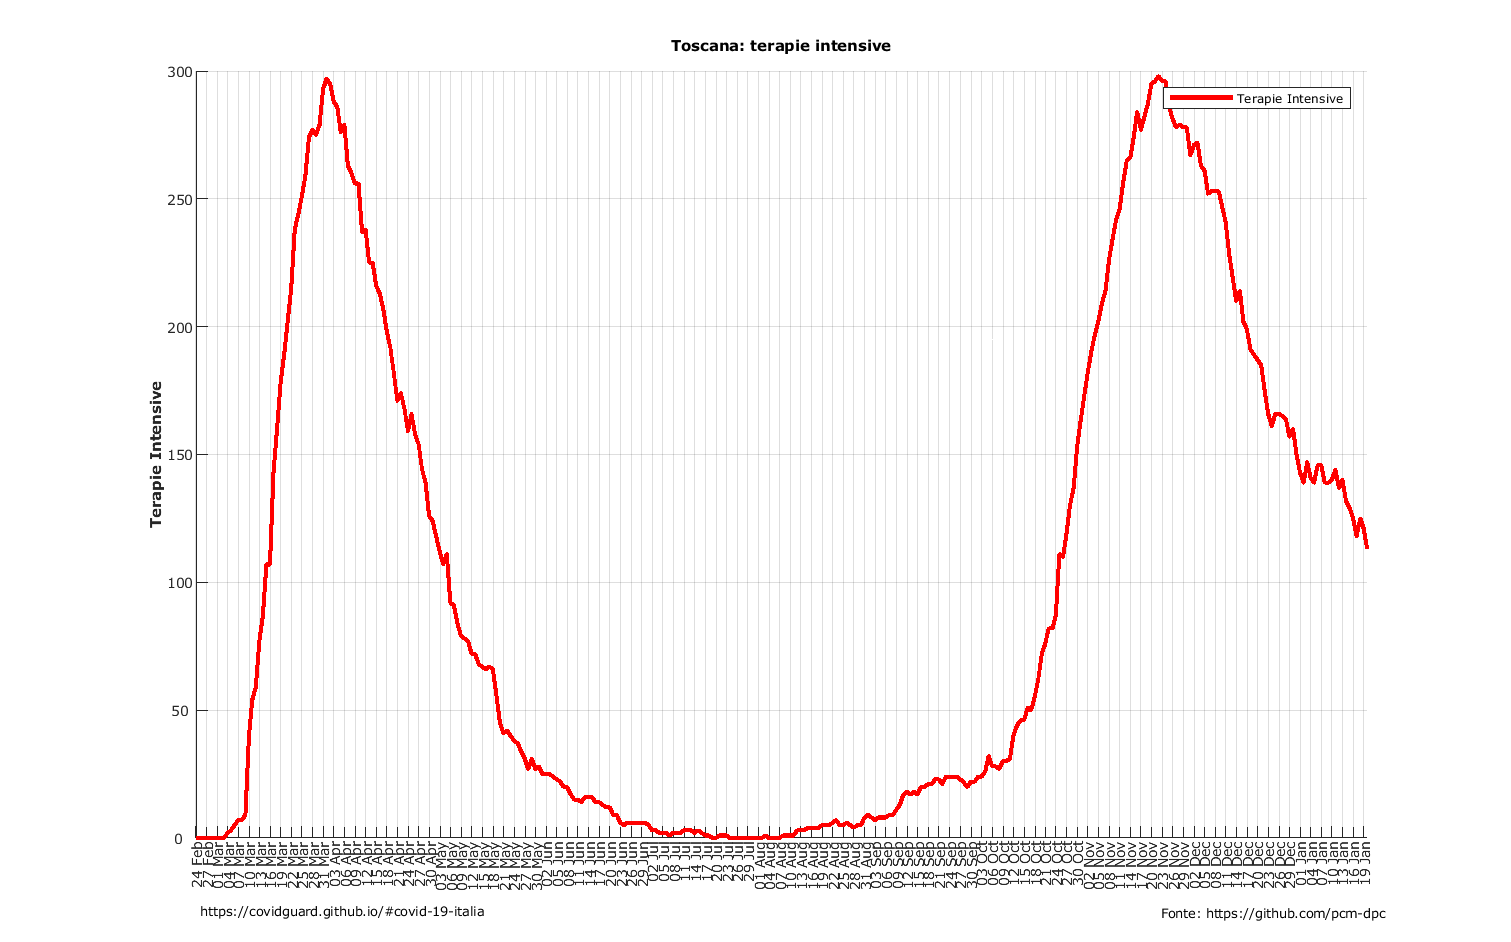 Toscana: terapie intensive
Terapie Intensive
Terapie Intensive
300
250
200
150
100
50
0
24 Feb
27 Feb
01 Mar
04 Mar
07 Mar
10 Mar
13 Mar
16 Mar
19 Mar
22 Mar
25 Mar
28 Mar
31 Mar
03 Apr
06 Apr
09 Apr
12 Apr
15 Apr
18 Apr
21 Apr
24 Apr
27 Apr
30 Apr
03 May
06 May
09 May
12 May
15 May
18 May
21 May
24 May
27 May
30 May
02 Jun
05 Jun
08 Jun
11 Jun
14 Jun
17 Jun
20 Jun
23 Jun
26 Jun
29 Jun
02 Jul
05 Jul
08 Jul
11 Jul
14 Jul
17 Jul
20 Jul
23 Jul
26 Jul
29 Jul
01 Aug
04 Aug
07 Aug
10 Aug
13 Aug
16 Aug
19 Aug
22 Aug
25 Aug
28 Aug
31 Aug
03 Sep
06 Sep
09 Sep
12 Sep
15 Sep
18 Sep
21 Sep
24 Sep
27 Sep
30 Sep
03 Oct
06 Oct
09 Oct
12 Oct
15 Oct
18 Oct
21 Oct
24 Oct
27 Oct
30 Oct
02 Nov
05 Nov
08 Nov
11 Nov
14 Nov
17 Nov
20 Nov
23 Nov
26 Nov
29 Nov
02 Dec
05 Dec
08 Dec
11 Dec
14 Dec
17 Dec
20 Dec
23 Dec
26 Dec
29 Dec
01 Jan
04 Jan
07 Jan
10 Jan
13 Jan
16 Jan
19 Jan
https://covidguard.github.io/#covid-19-italia
Fonte: https://github.com/pcm-dpc